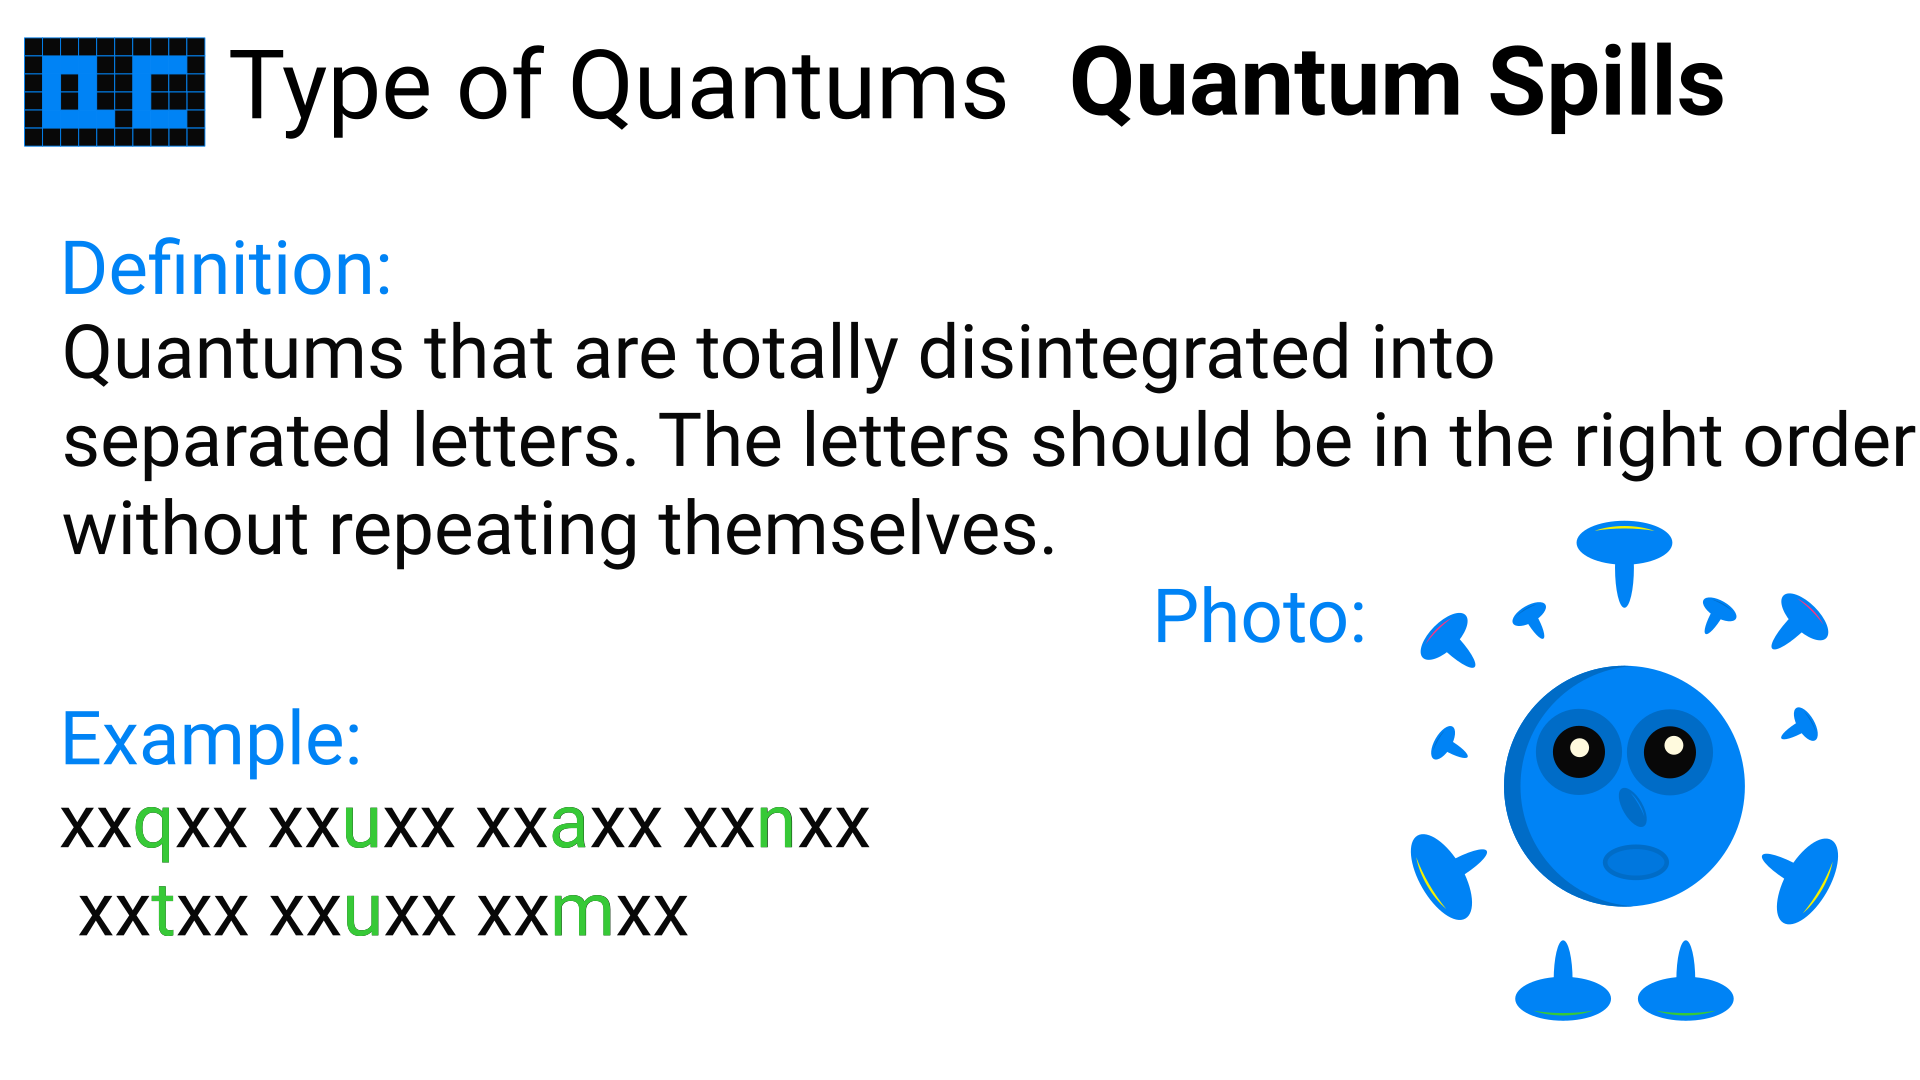 QC Type of Quantums Quantum Spills
Definition:
Quantums that are totally disintegrated into
separated letters. The letters should be in the right order
without repeating themselves.
Photo:
Example:
xxqxx xxuxx xxaxx xxnxx
xxtxx xxuxx xxmxx